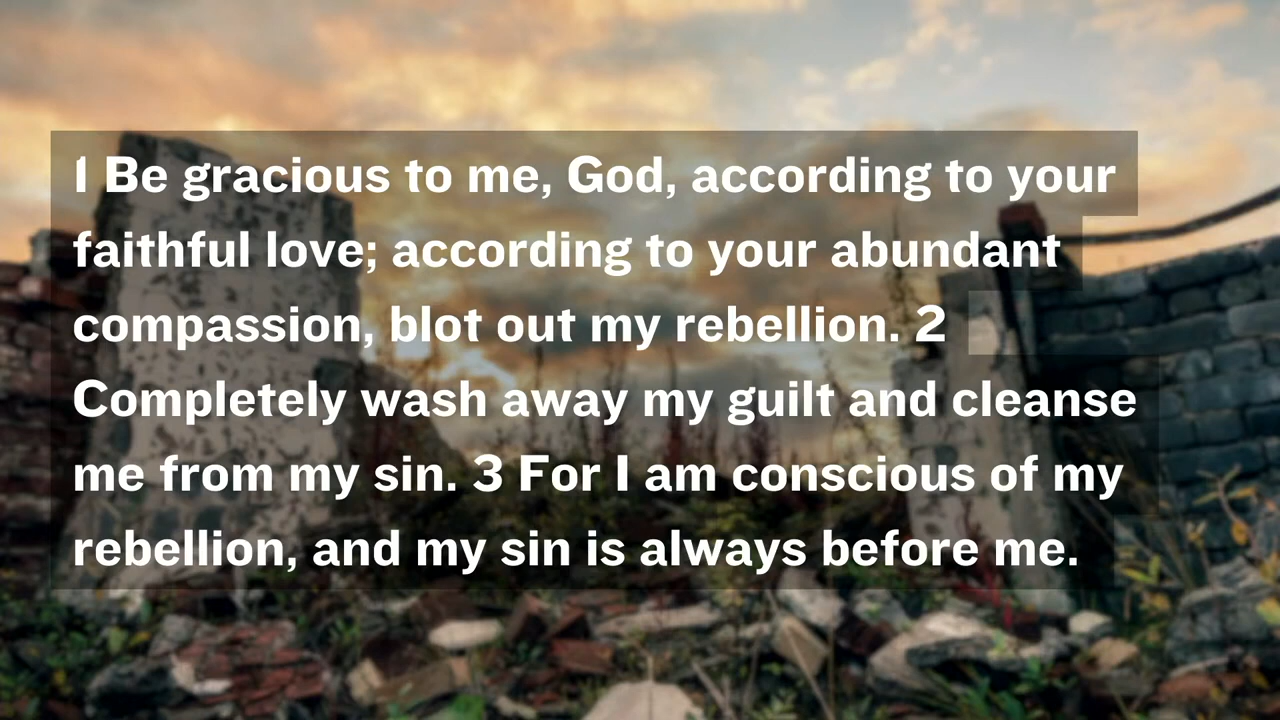 1 Be gracious to me, God, according to your
faithful love; according to your abundant
compassion, blot out my rebellion. 2
Completely wash away my guilt and cleanse
me from my sin. 3 For I am conscious of my
rebellion, and my sin is always before me.